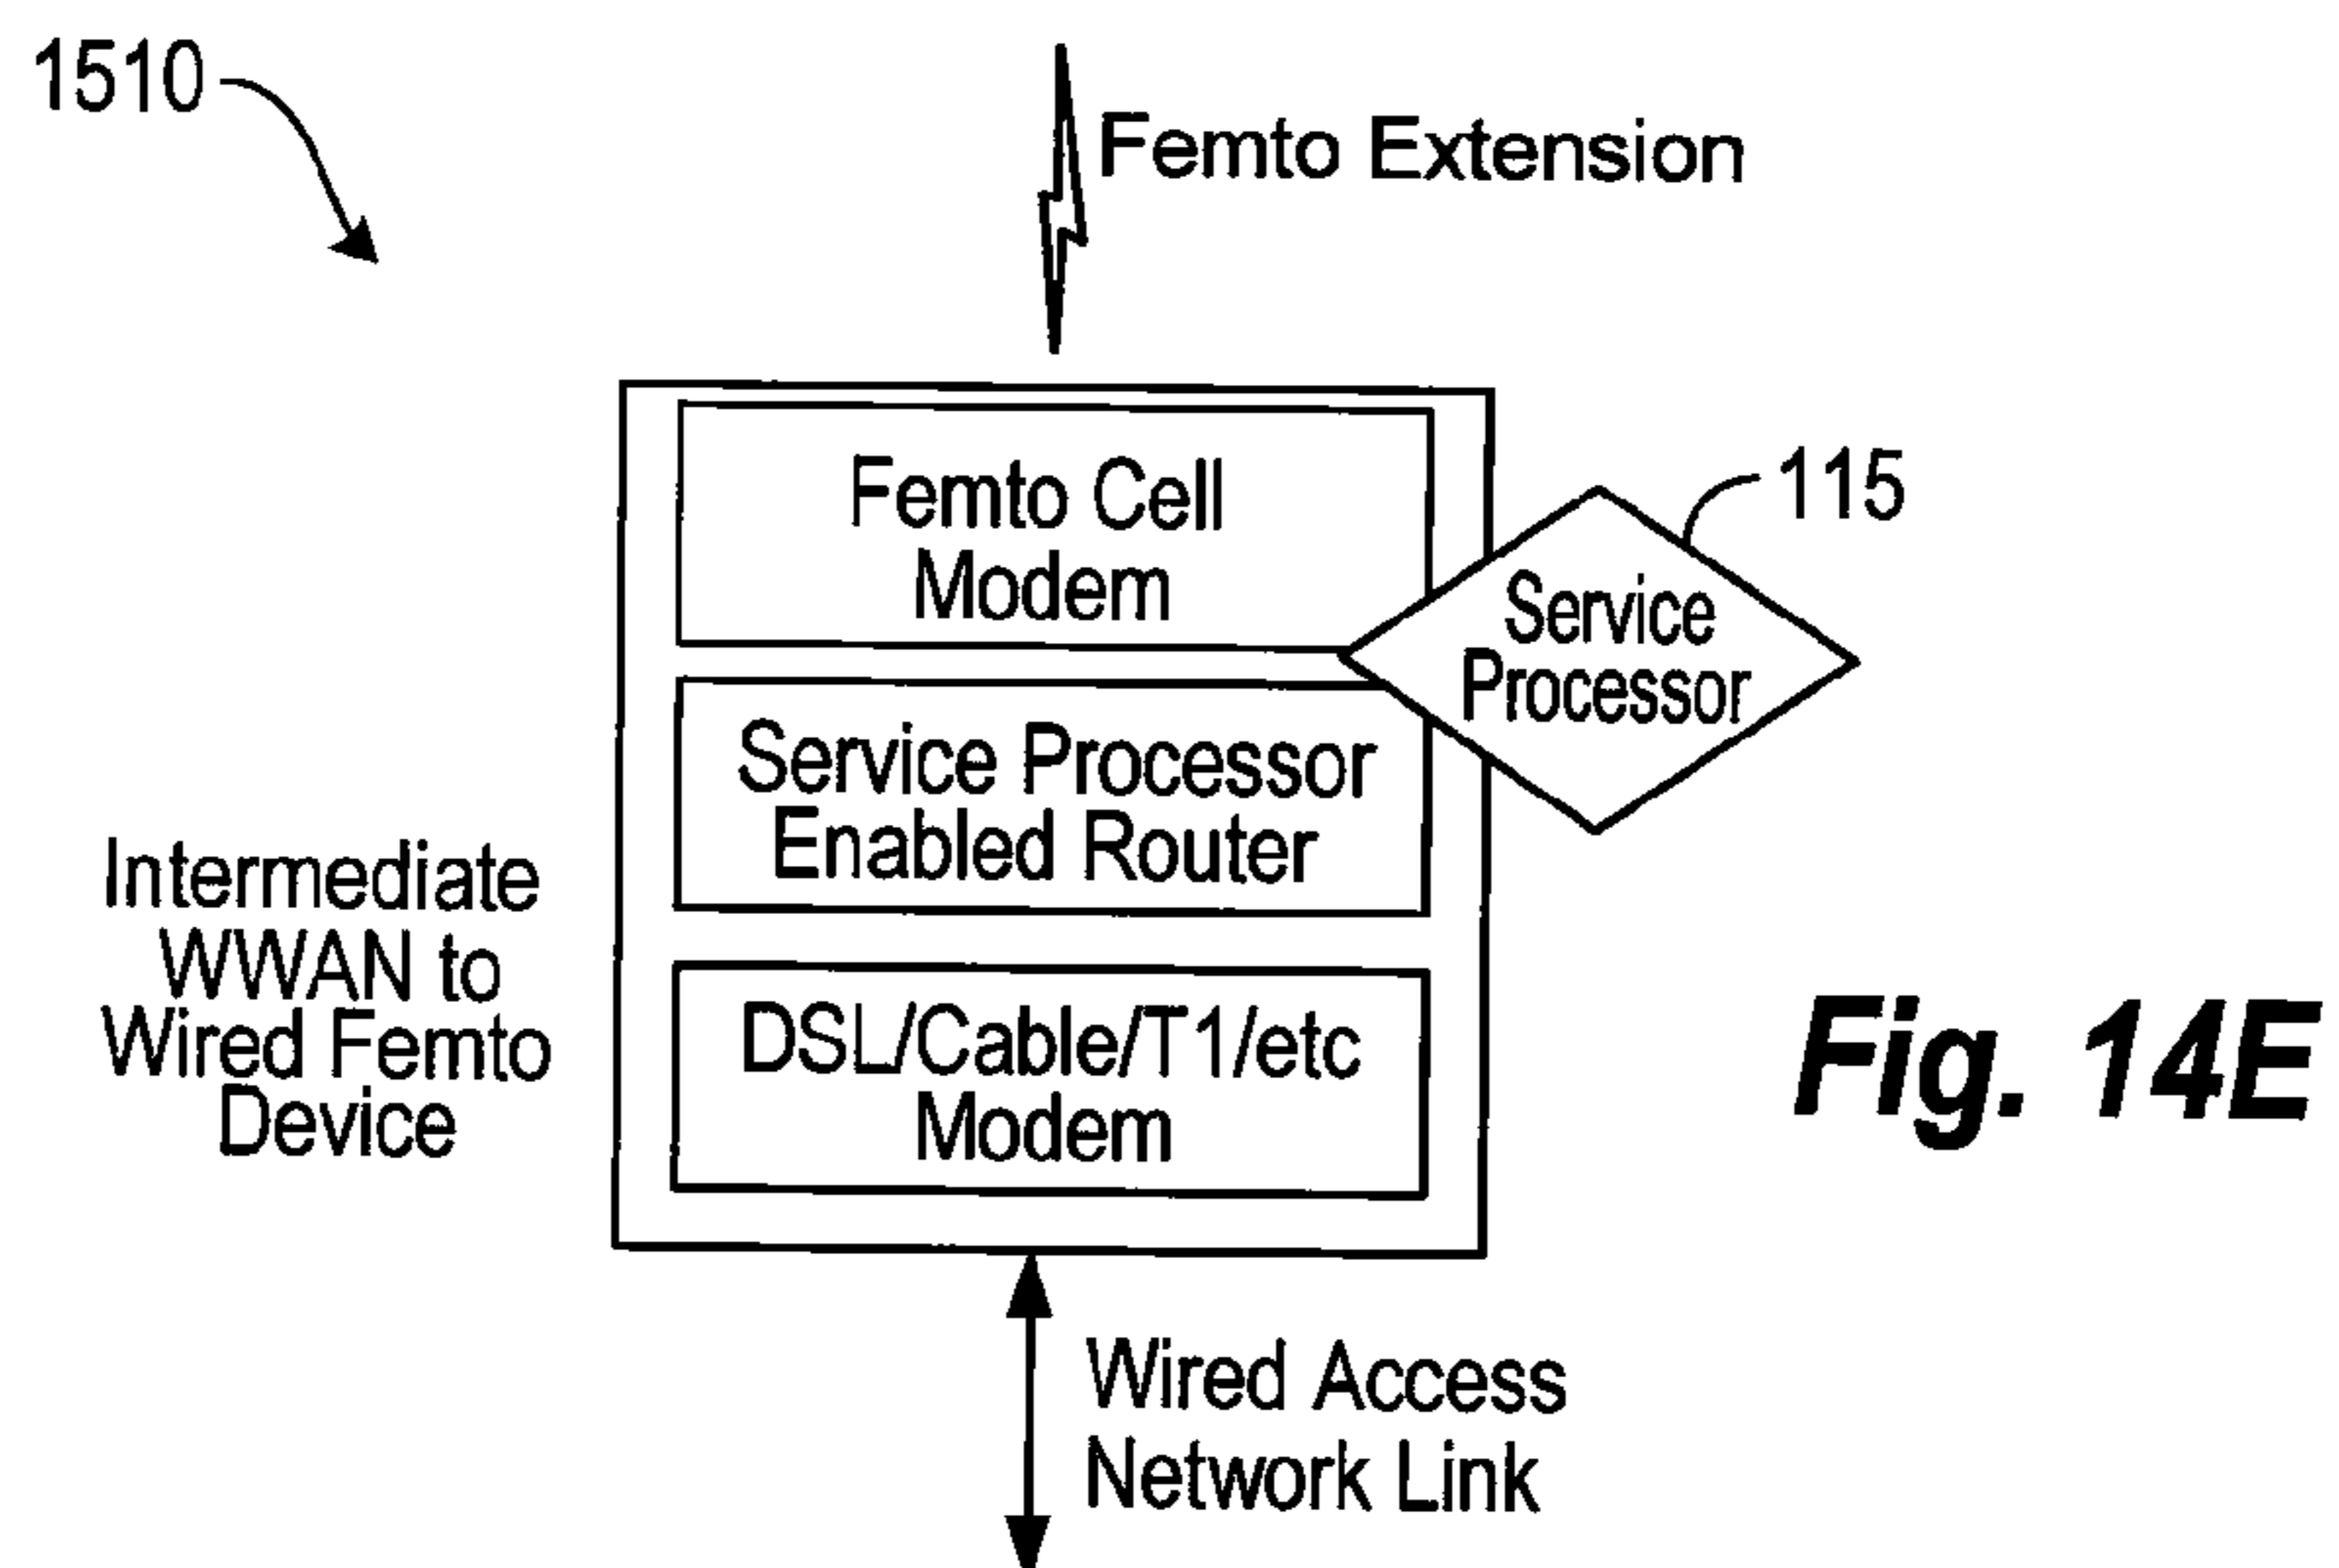 1510
Femto Extension
Femto Cell
Modem
115
Service
Processor
Service Processor
Enabled Router
Intermediate
WWAN to
Wired Femto
Device
DSL/Cable/T1/etc
Modem
Fig. 14E
Wired Access
Network Link